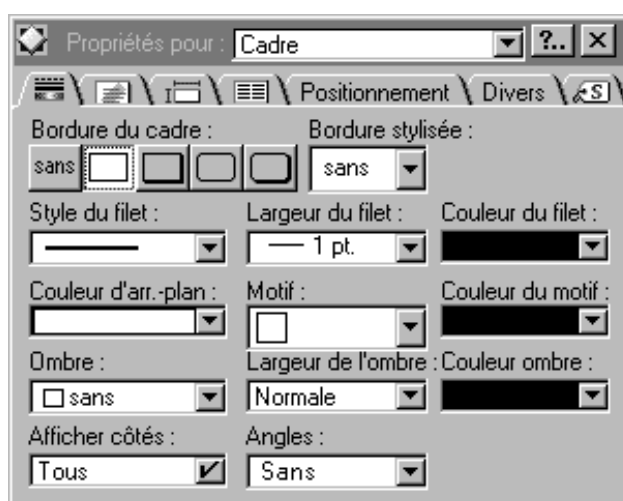 Propriétés pour : Cadre ?..
Positionnement Divers S
Bordure du cadre : Bordure stylisée :
sans sans
Style du filet : Largeur du filet : Couleur du filet :
1 pt.
Couleur d'arr.-plan : Motif : Couleur du motif :
Ombre : Largeur de l'ombre : Couleur ombre :
sans Normale
Afficher côtés : Angles :
Tous Sans